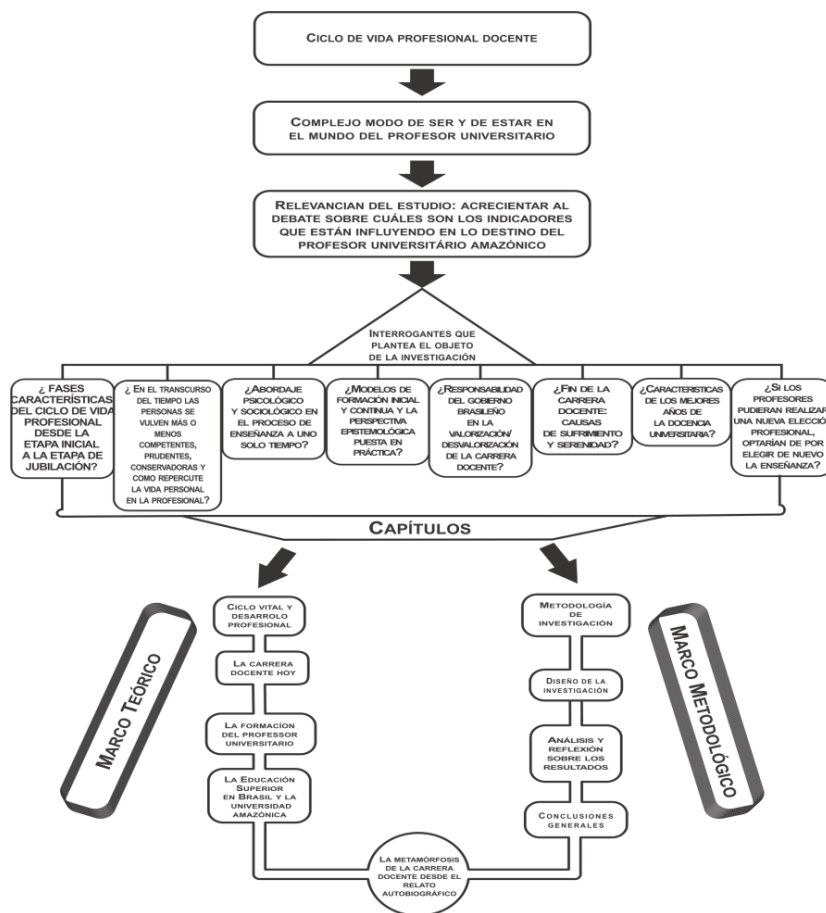 CICLO DE VIDA PROFESIONAL DOCENTE
COMPLEJO MODO DE SER Y DE ESTAR EN
EL MUNDO DEL PROFESOR UNIVERSITARIO
RELEVANCIAN DEL ESTUDIO: ACRECIENTAR AL
DEBATE SOBRE CUÁLES SON LOS INDICADORES
QUE ESTÁN INFLUYENDO EN LO DESTINO DEL
PROFESOR UNIVERSITÁRIO AMAZÓNICO
INTERROGANTES QUE
PLANTEA EL OBJETO
DE LA INVESTIGACIÓN
¿ FASES
CARACTERÍSTICAS
DEL CICLO DE VIDA
PROFESIONAL
DESDE LA
ETAPA INICIAL
A LA ETAPA DE
JUBILACIÓN?
¿ EN EL TRANSCURSO
DEL TIEMPO LAS
PERSONAS SE
VULVEN MÁS O
MENOS
COMPETENTES,
PRUDENTES,
CONSERVADORAS Y
COMO REPERCUTE
LA VIDA PERSONAL
EN LA PROFESIONAL?
¿ABORDAJE
PSICOLÓGICO
Y SOCIOLÓGICO EN
EL PROCESO DE
ENSEÑANZA A UNO
SOLO TIEMPO?
¿MODELOS DE
FORMACIÓN INICIAL
Y CONTINUA Y LA
PERSPECTIVA
EPISTEMOLÓGICA
PUESTA EN
PRÁCTICA?
¿RESPONSABILIDAD
DEL GOBIERNO
BRASILEÑO
EN LA
VALORIZACIÓN/
DESVALORIZACIÓN
DE LA CARRERA
DOCENTE?
¿FIN DE LA
CARRERA
DOCENTE:
CAUSAS
DE SUFRIMIENTO
Y SERENIDAD?
¿CARACTERISTICAS
DE LOS MEJORES
AÑOS DE LA
DOCENCIA
UNIVERSITARIA?
¿SI LOS
PROFESORES
PUDIERAN REALIZAR
UNA NUEVA ELECCIÓN
PROFESIONAL,
OPTARÍAN DE POR
ELEGIR DE NUEVO
LA ENSEÑANZA?
CAPÍTULOS
MARCO TEÓRICO
CICLO VITAL Y
DESARROLO
PROFESIONAL
LA CARRERA
DOCENTE HOY
LA FORMACÍON
DEL PROFESSOR
UNIVERSITARIO
LA EDUCACIÓN
SUPERIOR
EN BRASIL Y LA
UNIVERSIDAD
AMAZÓNICA
METODOLOGÍA
DE
INVESTIGACIÓN
DISEÑO DE LA
INVESTIGACIÓN
ANÁLISIS Y
REFLEXIÓN
SOBRE LOS
RESULTADOS
CONCLUSIONES
GENERALES
MARCO METODOLÓGICO
LA METAMÓRFOSIS
DE LA CARRERA
DOCENTE DESDE EL
RELATO
AUTOBIOGRÁFICO